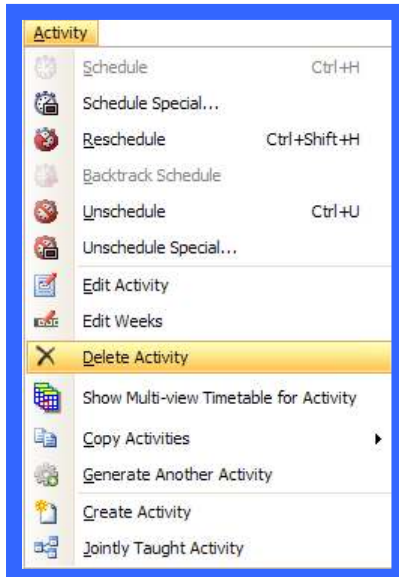 Activity
Schedule Ctrl+H
Schedule Special...
Reschedule Ctrl+Shift+H
Backtrack Schedule
Unschedule Ctrl+U
Unschedule Special...
Edit Activity
Edit Weeks
Delete Activity
Show Multi-view Timetable for Activity
Copy Activities
Generate Another Activity
Create Activity
Jointly Taught Activity